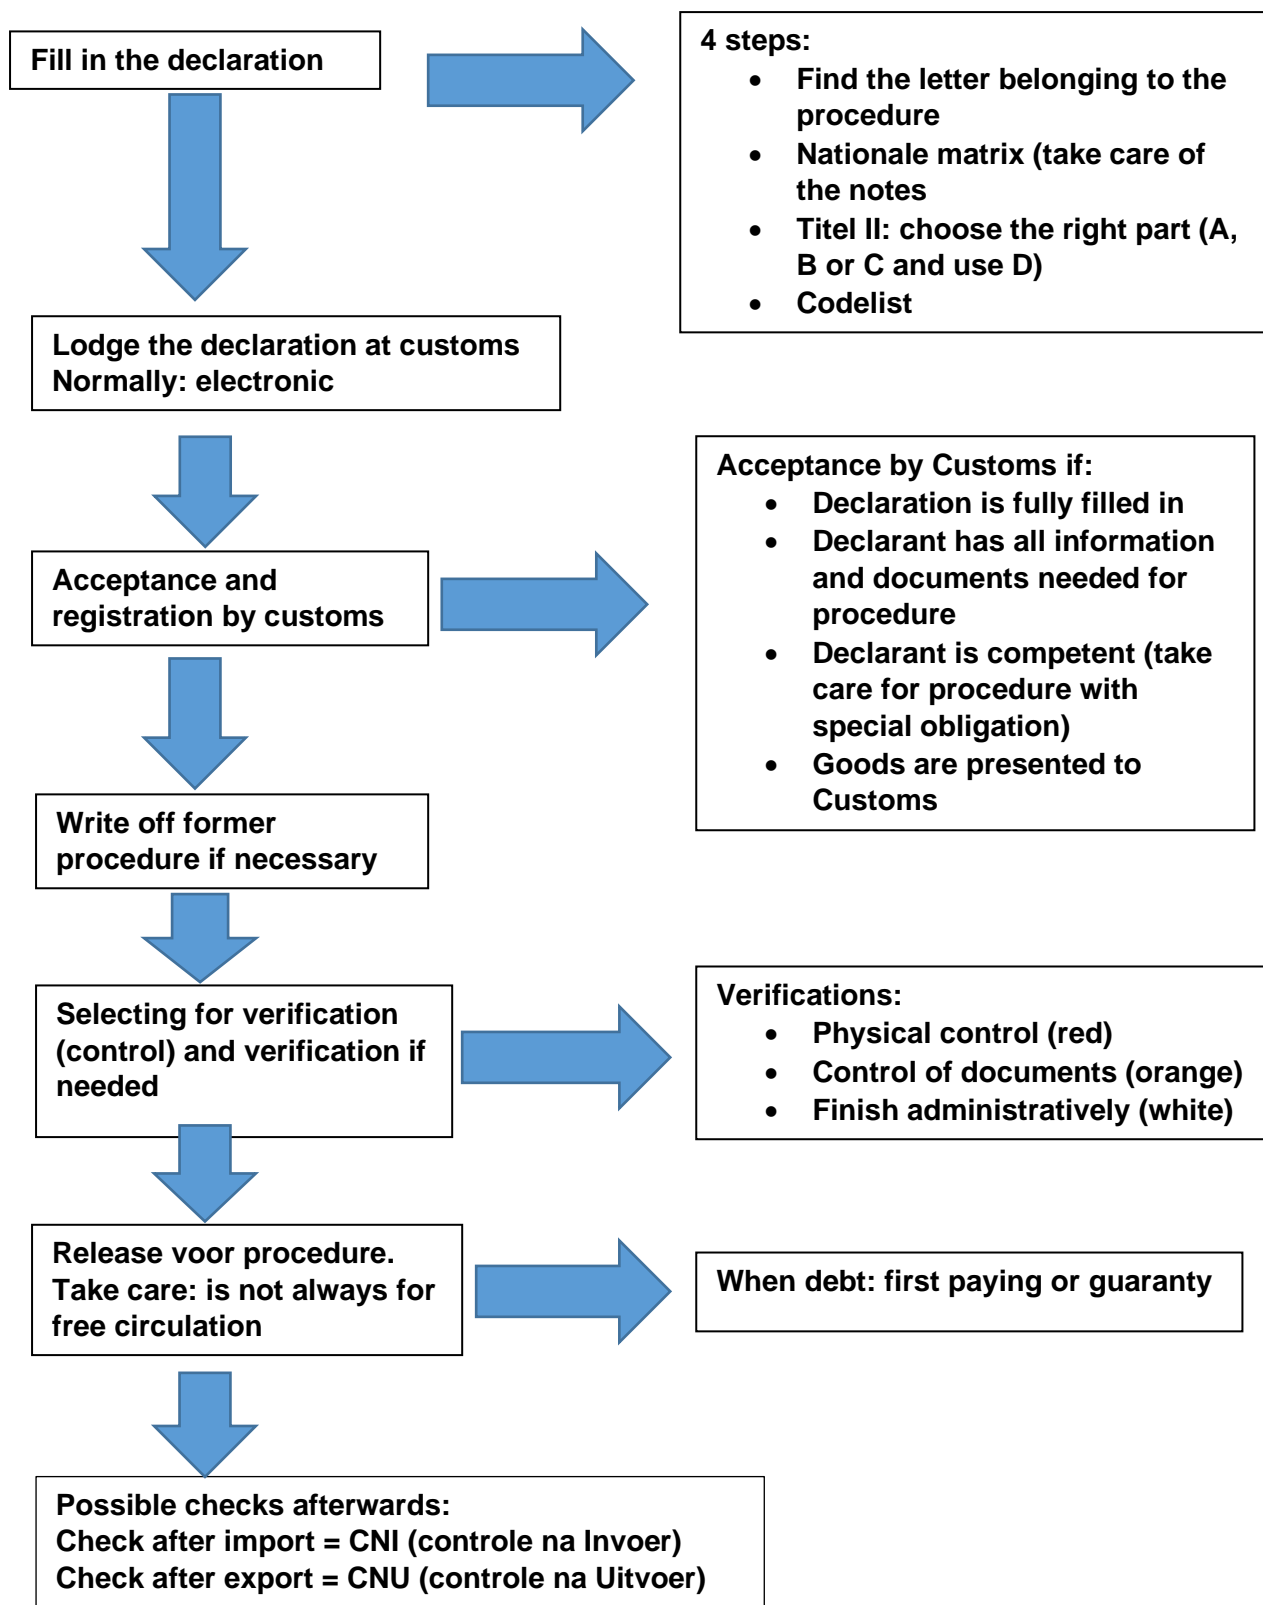 Fill in the declaration
4 steps:
• Find the letter belonging to the
procedure
• Nationale matrix (take care of
the notes
• Titel II: choose the right part (A,
B or C and use D)
• Codelist
Lodge the declaration at customs
Normally: electronic
Acceptance by Customs if:
• Declaration is fully filled in
• Declarant has all information
and documents needed for
procedure
• Declarant is competent (take
care for procedure with
special obligation)
• Goods are presented to
Customs
Acceptance and
registration by customs
Write off former
procedure if necessary
Selecting for verification
(control) and verification if
needed
Verifications:
• Physical control (red)
• Control of documents (orange)
• Finish administratively (white)
Release voor procedure.
Take care: is not always for
free circulation
When debt: first paying or guaranty
Possible checks afterwards:
Check after import = CNI (controle na Invoer)
Check after export = CNU (controle na Uitvoer)